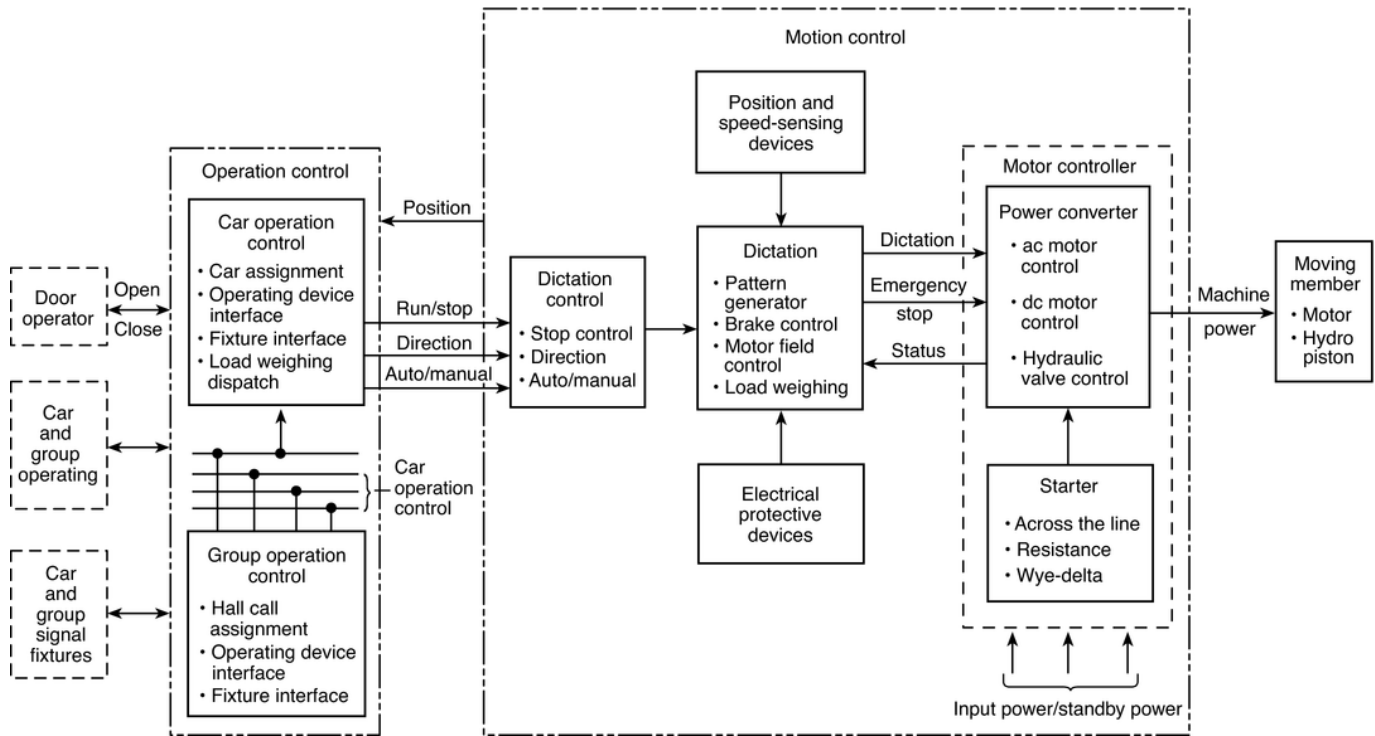 Motion control
Position and
speed-sensing
devices
Operation control
Motor controller
Car operation
control
• Car assignment
• Operating device
interface
• Fixture interface
• Load weighing
dispatch
Position
Power converter
• ac motor
control
• dc motor
control
• Hydraulic
valve control
Door
operator
Open
Close
Run/stop
Direction
Auto/manual
Dictation
control
• Stop control
• Direction
• Auto/manual
Dictation
• Pattern
generator
• Brake control
• Motor field
control
• Load weighing
Dictation
Emergency
stop
Status
Machine
power
Moving
member
• Motor
• Hydro
piston
Car
and
group
operating
Car
operation
control
Electrical
protective
devices
Starter
• Across the line
• Resistance
• Wye-delta
Car
and
group
signal
fixtures
Group operation
control
• Hall call
assignment
• Operating device
interface
• Fixture interface
Input power/standby power